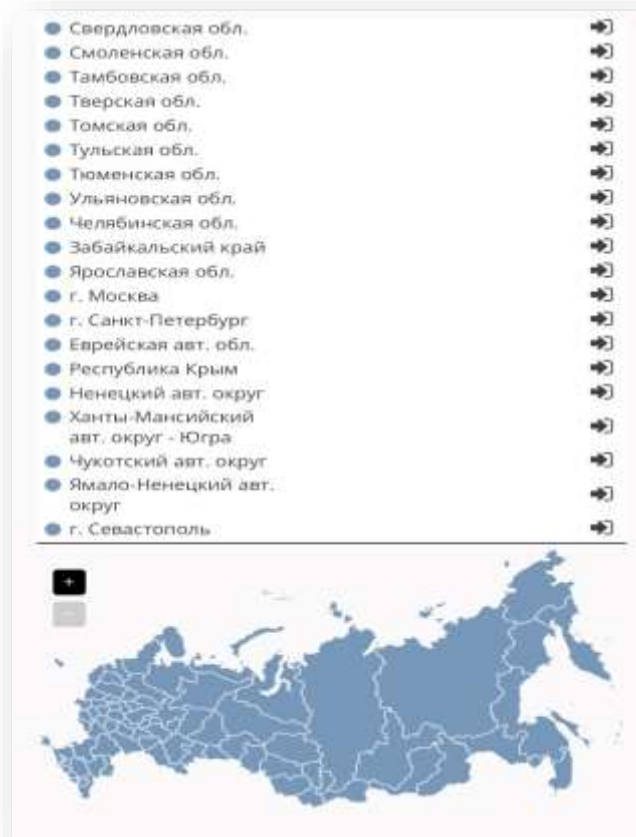 Свердловская обл.
Смоленская обл.
Тамбовская обл.
Тверская обл.
Томская обл.
Тульская обл.
Тюменская обл.
Ульяновская обл.
Челябинская обл.
Забайкальский край
Ярославская обл.
г. Москва
г. Санкт-Петербург
Еврейская авт. обл.
Республика Крым
Ненецкий авт. округ
Ханты-Мансийский
авт. округ - Югра
Чукотский авт. округ
Ямало-Ненецкий авт.
округ
г. Севастополь
+
-